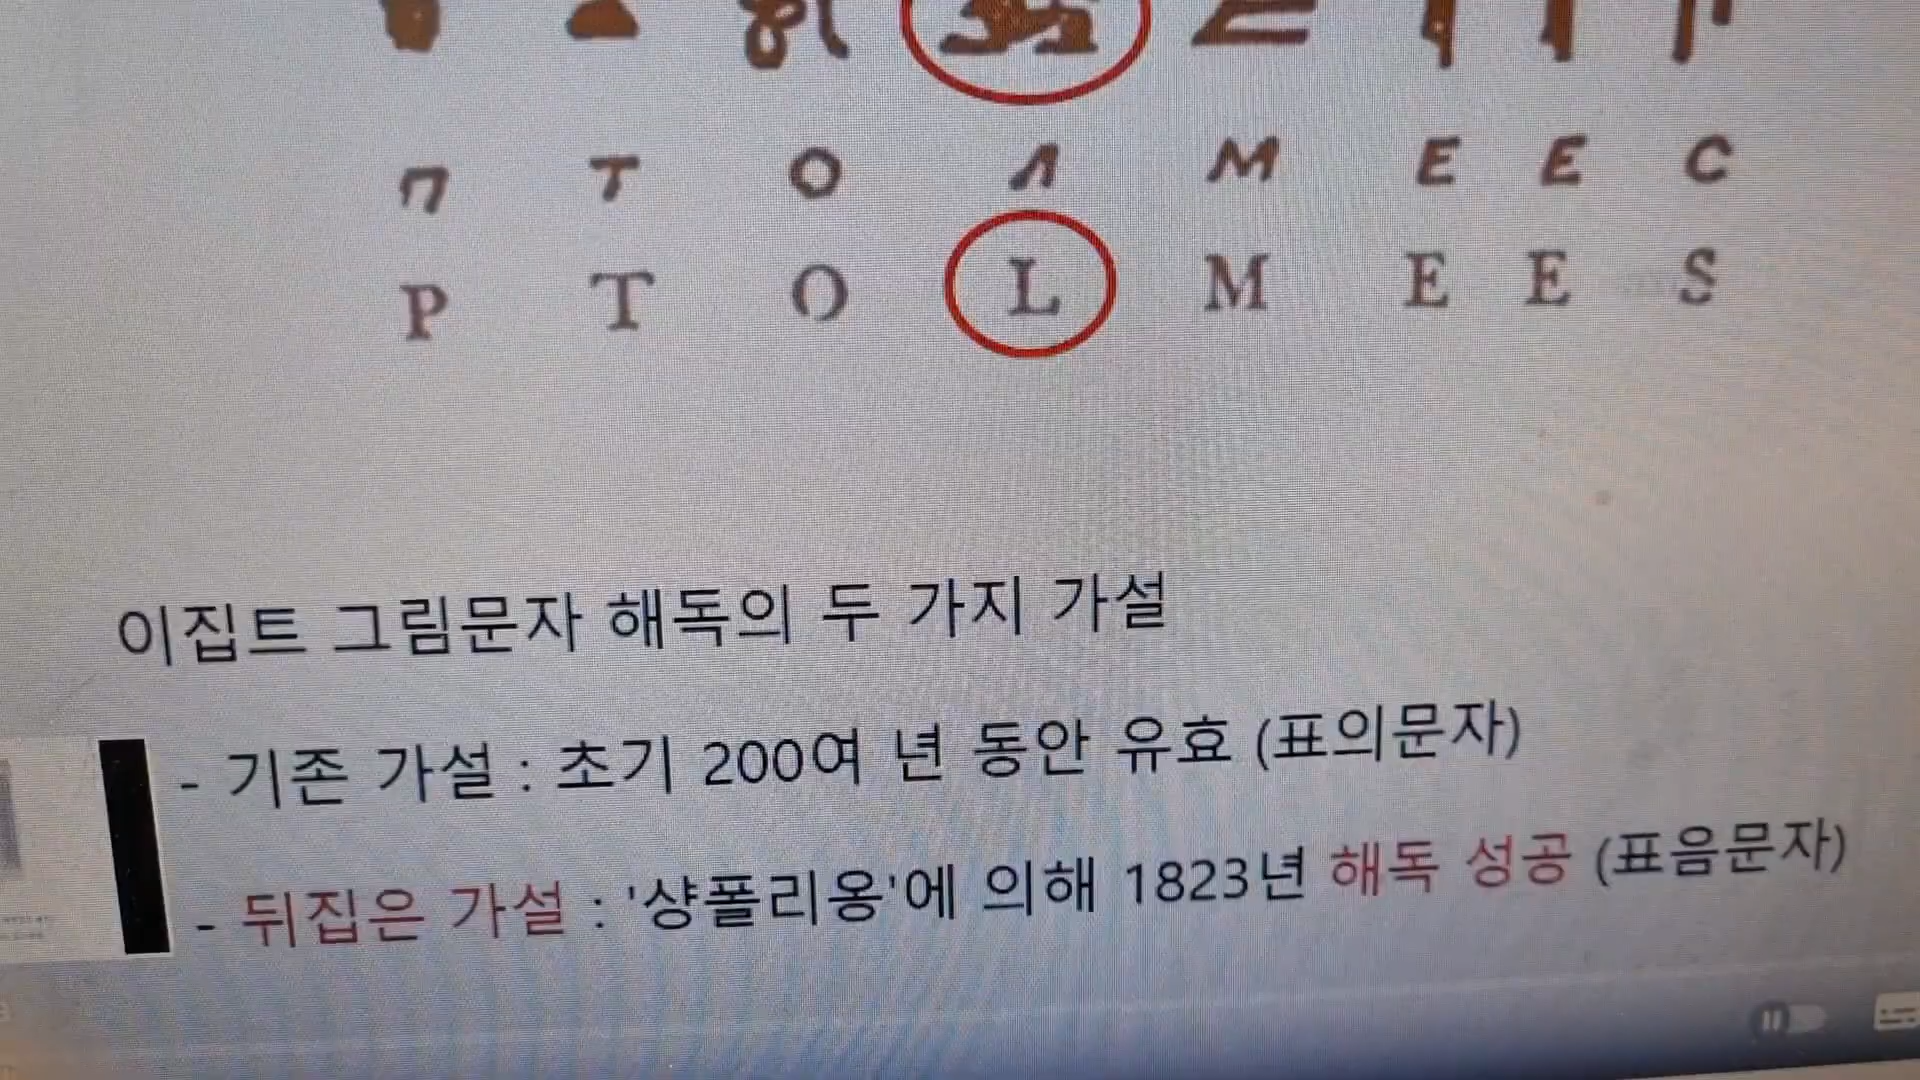 Π Τ Ο Λ Μ Ε Ε C
P T O L M E E S
이집트 그림문자 해독의 두 가지 가설
- 기존 가설 : 초기 200여 년 동안 유효 (표의문자)
- 뒤집은 가설 : '샹폴리옹'에 의해 1823년 해독 성공 (표음문자)